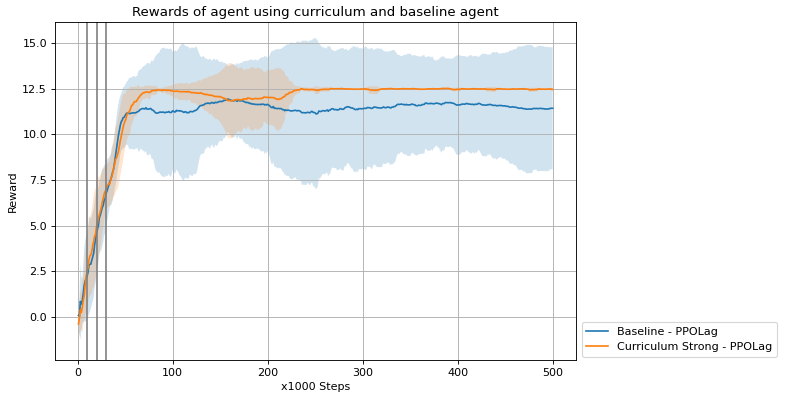 Rewards of agent using curriculum and baseline agent
Reward
15.0
12.5
10.0
7.5
5.0
2.5
0.0
0 100 200 300 400 500
x1000 Steps
Baseline - PPOLag
Curriculum Strong - PPOLag